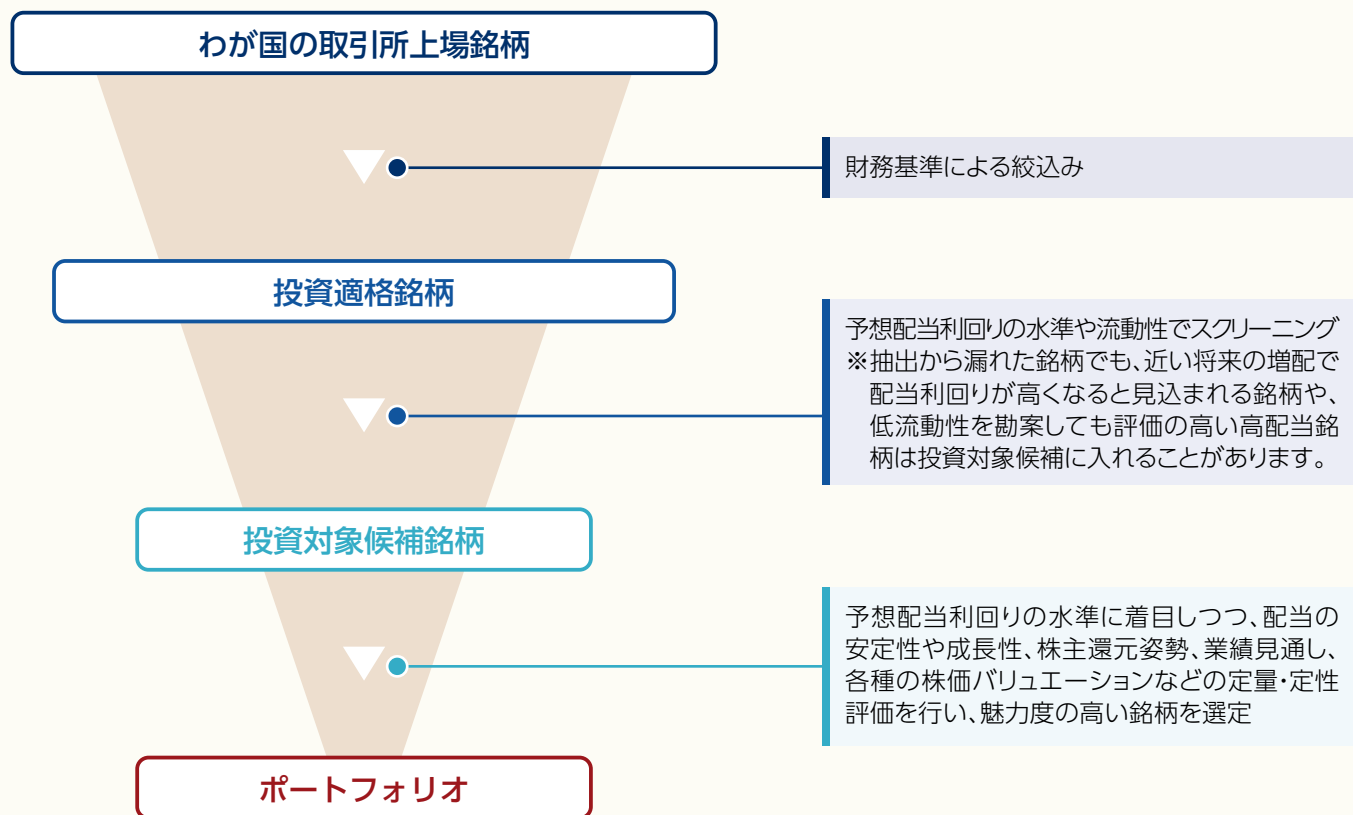 わが国の取引所上場銘柄
財務基準による絞込み
投資適格銘柄
予想配当利回りの水準や流動性でスクリーニング
※抽出から漏れた銘柄でも、近い将来の増配で
配当利回りが高くなると見込まれる銘柄や、
低流動性を勘案しても評価の高い高配当銘
柄は投資対象候補に入れることがあります。
投資対象候補銘柄
予想配当利回りの水準に着目しつつ、配当の
安定性や成長性、株主還元姿勢、業績見通し、
各種の株価バリュエーションなどの定量・定性
評価を行い、魅力度の高い銘柄を選定
ポートフォリオ